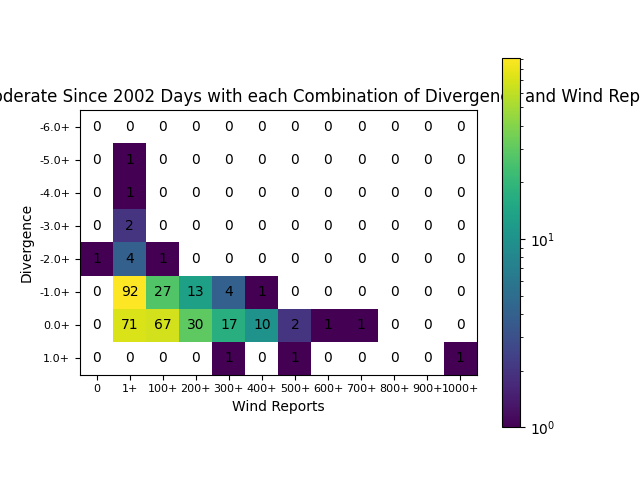 oderate Since 2002 Days with each Combination of Divergenc and Wind Rep
Divergence
-6.0+ 0 0 0 0 0 0 0 0 0 0 0 0
-5.0+ 0 1 0 0 0 0 0 0 0 0 0 0
-4.0+ 0 1 0 0 0 0 0 0 0 0 0 0
-3.0+ 0 2 0 0 0 0 0 0 0 0 0 0
-2.0+ 1 4 1 0 0 0 0 0 0 0 0 0
-1.0+ 0 92 27 13 4 1 0 0 0 0 0 0
0.0+ 0 71 67 30 17 10 2 1 1 0 0 0
1.0+ 0 0 0 0 1 0 1 0 0 0 0 1
0 1+ 100+ 200+ 300+ 400+ 500+ 600+ 700+ 800+ 900+ 1000+
Wind Reports
10¹
10⁰